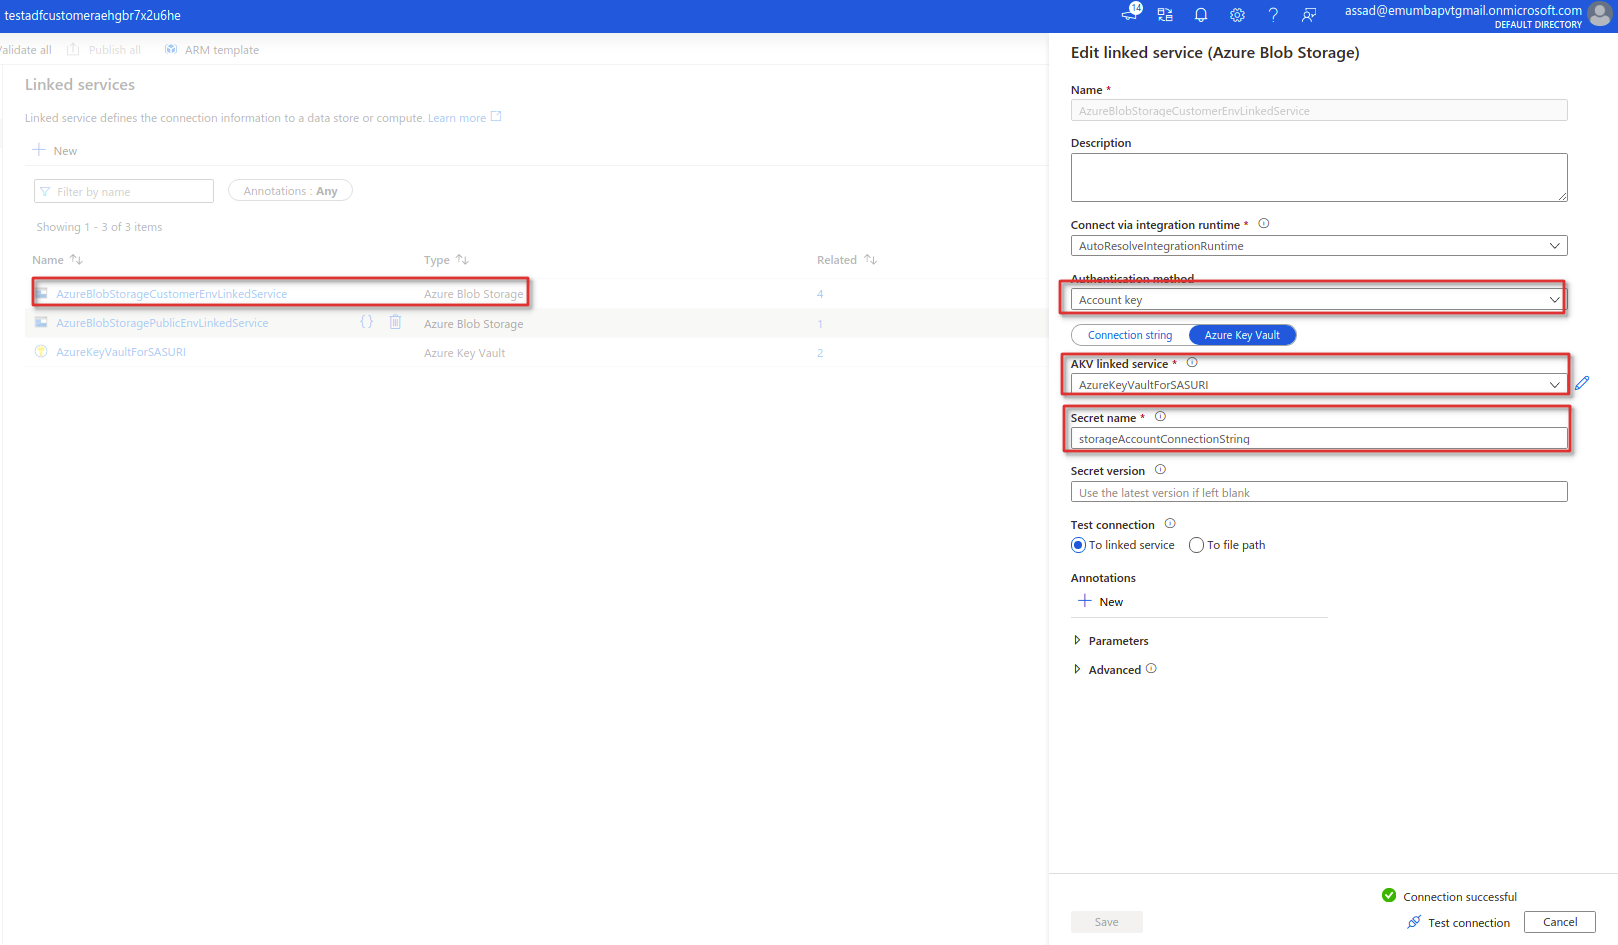 testadfcustomeraehgbr7x2u6he
14
assad@emumbapvtgmail.onmicrosoft.com
DEFAULT DIRECTORY
alidate all
Publish all
ARM template
Linked services
Linked service defines the connection information to a data store or compute. Learn more
New
Filter by name
Annotations : Any
Showing 1 - 3 of 3 items
Name Type Related
AzureBlobStorageCustomerEnvLinkedService Azure Blob Storage 4
AzureBlobStoragePublicEnvLinkedService {} Azure Blob Storage 1
AzureKeyVaultForSASURI Azure Key Vault 2
Edit linked service (Azure Blob Storage)
Name *
AzureBlobStorageCustomerEnvLinkedService
Description
Connect via integration runtime *
AutoResolveIntegrationRuntime
Authentication method
Account key
Connection string Azure Key Vault
AKV linked service *
AzureKeyVaultForSASURI
Secret name *
storageAccountConnectionString
Secret version
Use the latest version if left blank
Test connection
To linked service To file path
Annotations
New
Parameters
Advanced
Connection successful
Save Test connection Cancel